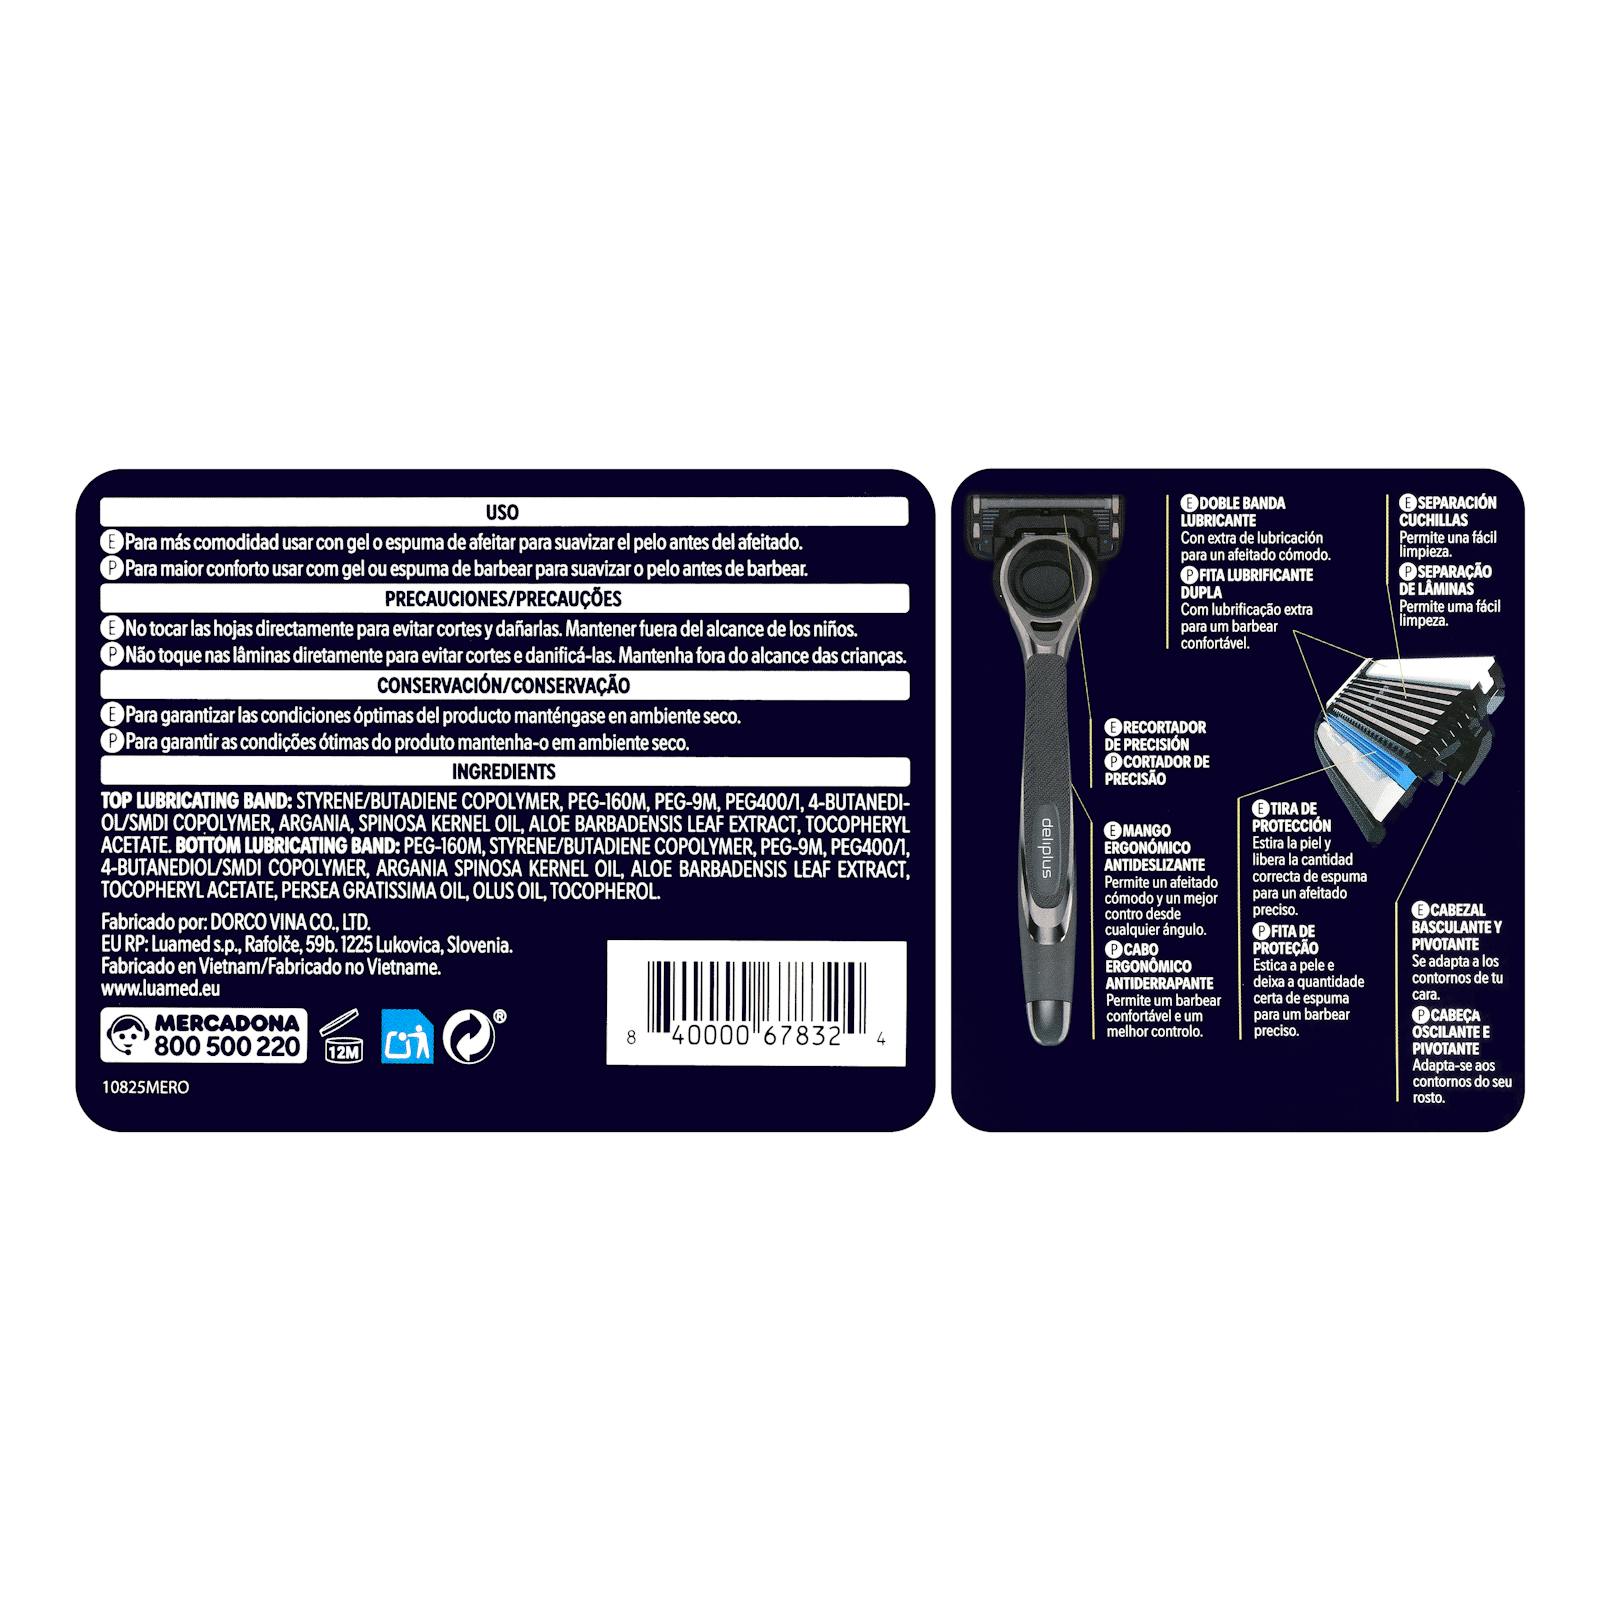 USO
E Para más comodidad usar con gel o espuma de afeitar para suavizar el pelo antes del afeitado.
P Para maior conforto usar com gel ou espuma de barbear para suavizar o pelo antes de barbear.
PRECAUCIONES/PRECAUÇÕES
E No tocar las hojas directamente para evitar cortes y dañarlas. Mantener fuera del alcance de los niños.
P Não toque nas lâminas diretamente para evitar cortes e danificá-las. Mantenha fora do alcance das crianças.
CONSERVACIÓN/CONSERVAÇÃO
E Para garantizar las condiciones óptimas del producto manténgase en ambiente seco.
P Para garantir as condições ótimas do produto mantenha-o em ambiente seco.
INGREDIENTS
TOP LUBRICATING BAND: STYRENE/BUTADIENE COPOLYMER, PEG-160M, PEG-9M, PEG400/1, 4-BUTANEDI-
OL/SMDI COPOLYMER, ARGANIA, SPINOSA KERNEL OIL, ALOE BARBADENSIS LEAF EXTRACT, TOCOPHERYL
ACETATE. BOTTOM LUBRICATING BAND: PEG-160M, STYRENE/BUTADIENE COPOLYMER, PEG-9M, PEG400/1,
4-BUTANEDIOL/SMDI COPOLYMER, ARGANIA SPINOSA KERNEL OIL, ALOE BARBADENSIS LEAF EXTRACT,
TOCOPHERYL ACETATE, PERSEA GRATISSIMA OIL, OLUS OIL, TOCOPHEROL.
Fabricado por: DORCO VINA CO., LTD.
EU RP: Luamed s.p., Rafolče, 59b. 1225 Lukovica, Slovenia.
Fabricado en Vietnam/Fabricado no Vietname.
www.luamed.eu
MERCADONA
800 500 220
12M
®
8 40000 67832 4
10825MERO
deliplus
E DOBLE BANDA
LUBRICANTE
Con extra de lubricación
para un afeitado cómodo.
P FITA LUBRIFICANTE
DUPLA
Com lubrificação extra
para um barbear
confortável.
E SEPARACIÓN
CUCHILLAS
Permite una fácil
limpieza.
P SEPARAÇÃO
DE LÂMINAS
Permite uma fácil
limpeza.
E RECORTADOR
DE PRECISIÓN
P CORTADOR DE
PRECISÃO
E MANGO
ERGONÓMICO
ANTIDESLIZANTE
Permite un afeitado
cómodo y un mejor
contro desde
cualquier ángulo.
P CABO
ERGONÔMICO
ANTIDERRAPANTE
Permite um barbear
confortável e um
melhor controlo.
E TIRA DE
PROTECCIÓN
Estira la piel y
libera la cantidad
correcta de espuma
para un afeitado
preciso.
P FITA DE
PROTEÇÃO
Estica a pele e
deixa a quantidade
certa de espuma
para um barbear
preciso.
E CABEZAL
BASCULANTE Y
PIVOTANTE
Se adapta a los
contornos de tu
cara.
P CABEÇA
OSCILANTE E
PIVOTANTE
Adapta-se aos
contornos do seu
rosto.